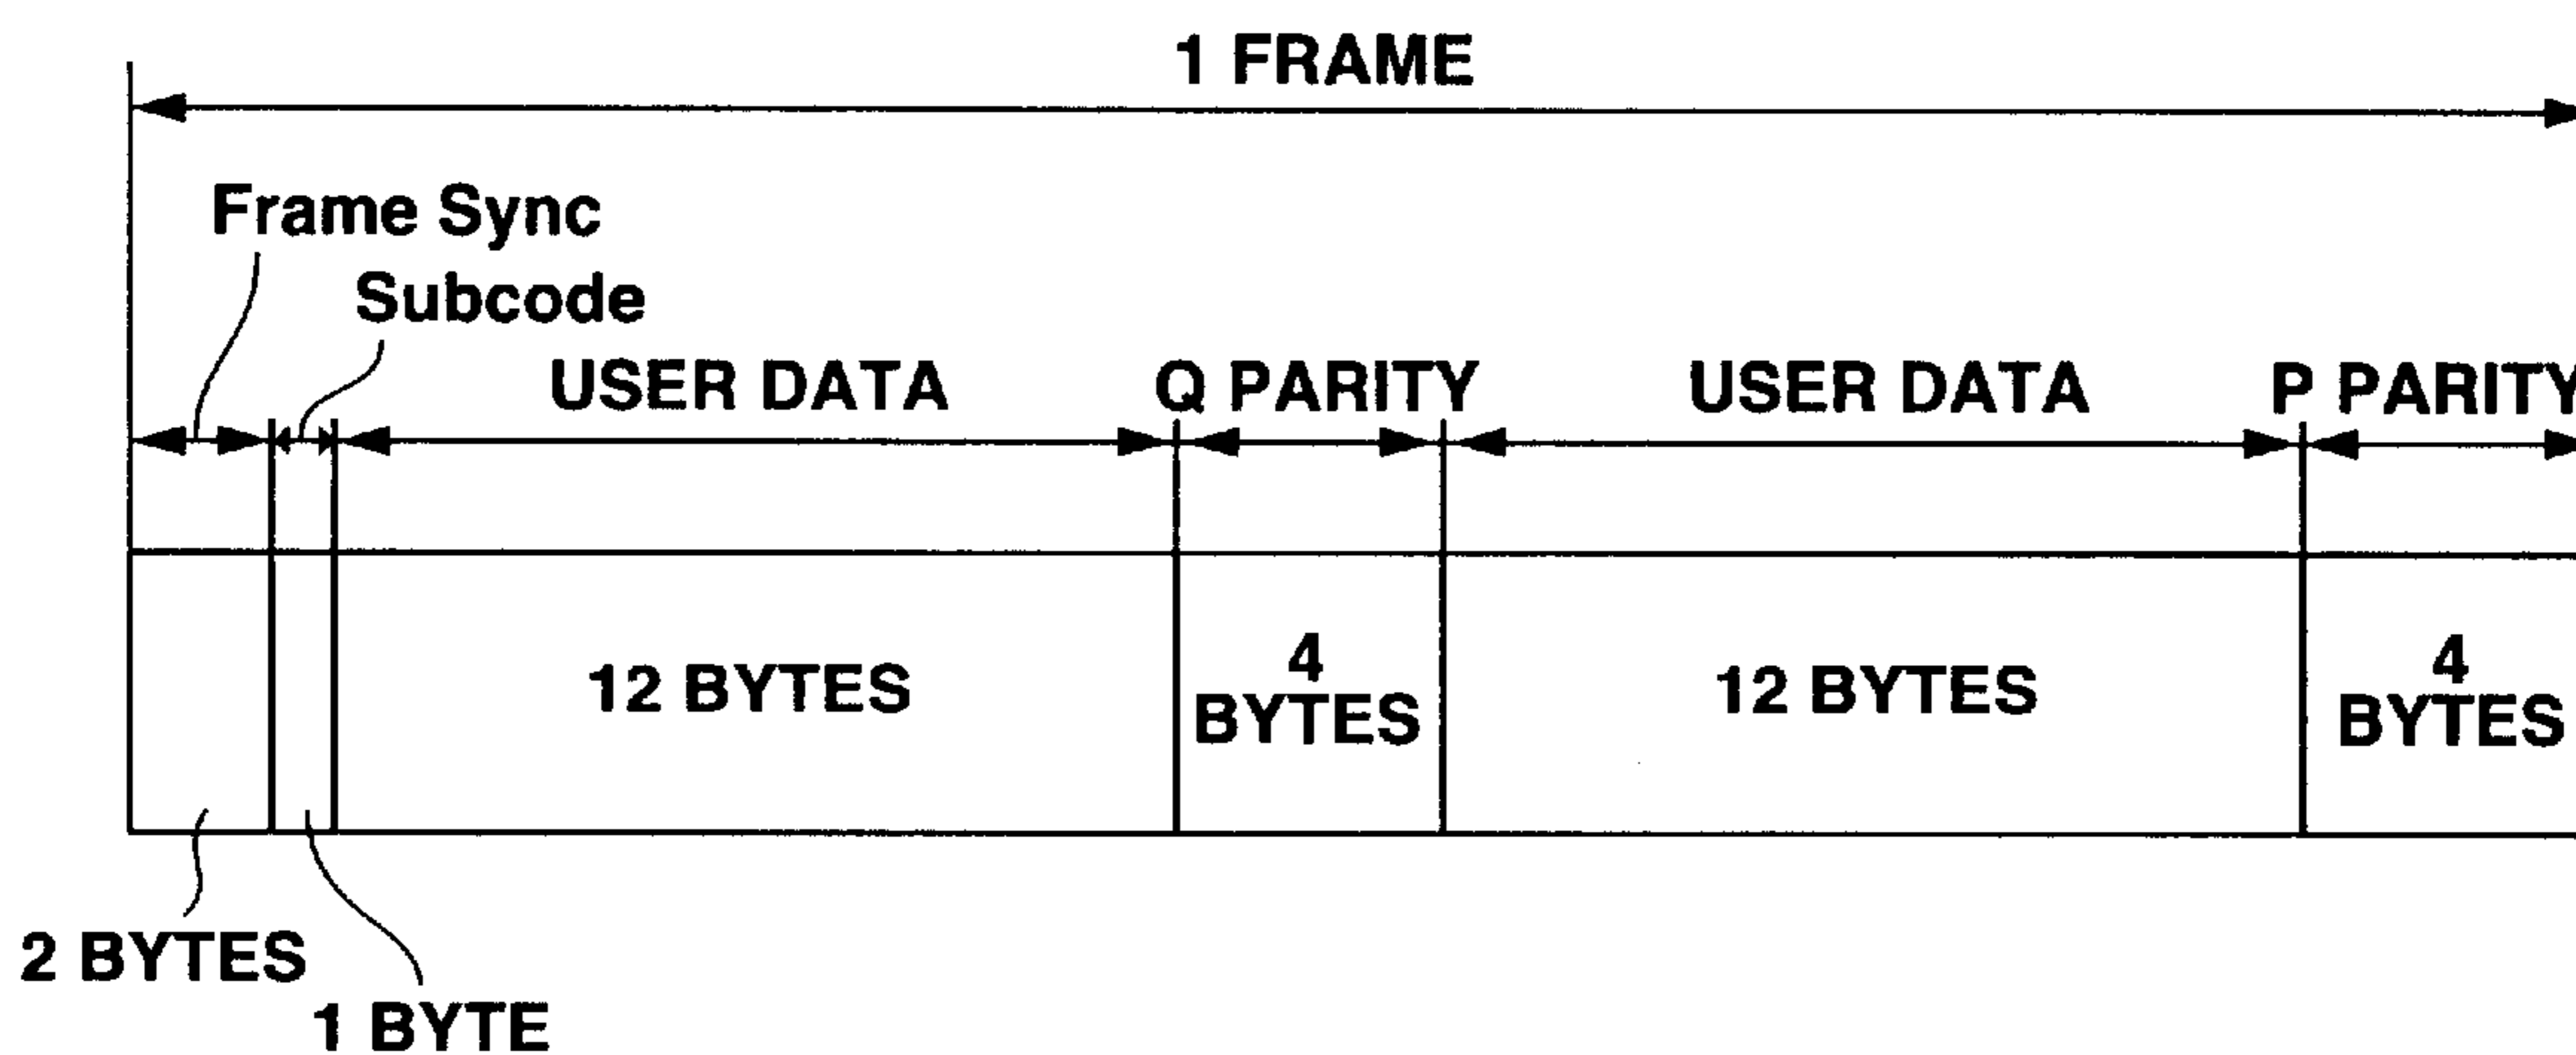 1 FRAME
Frame Sync
Subcode
USER DATA
Q PARITY
USER DATA
P PARITY
12 BYTES
4
BYTES
12 BYTES
4
BYTES
2 BYTES
1 BYTE